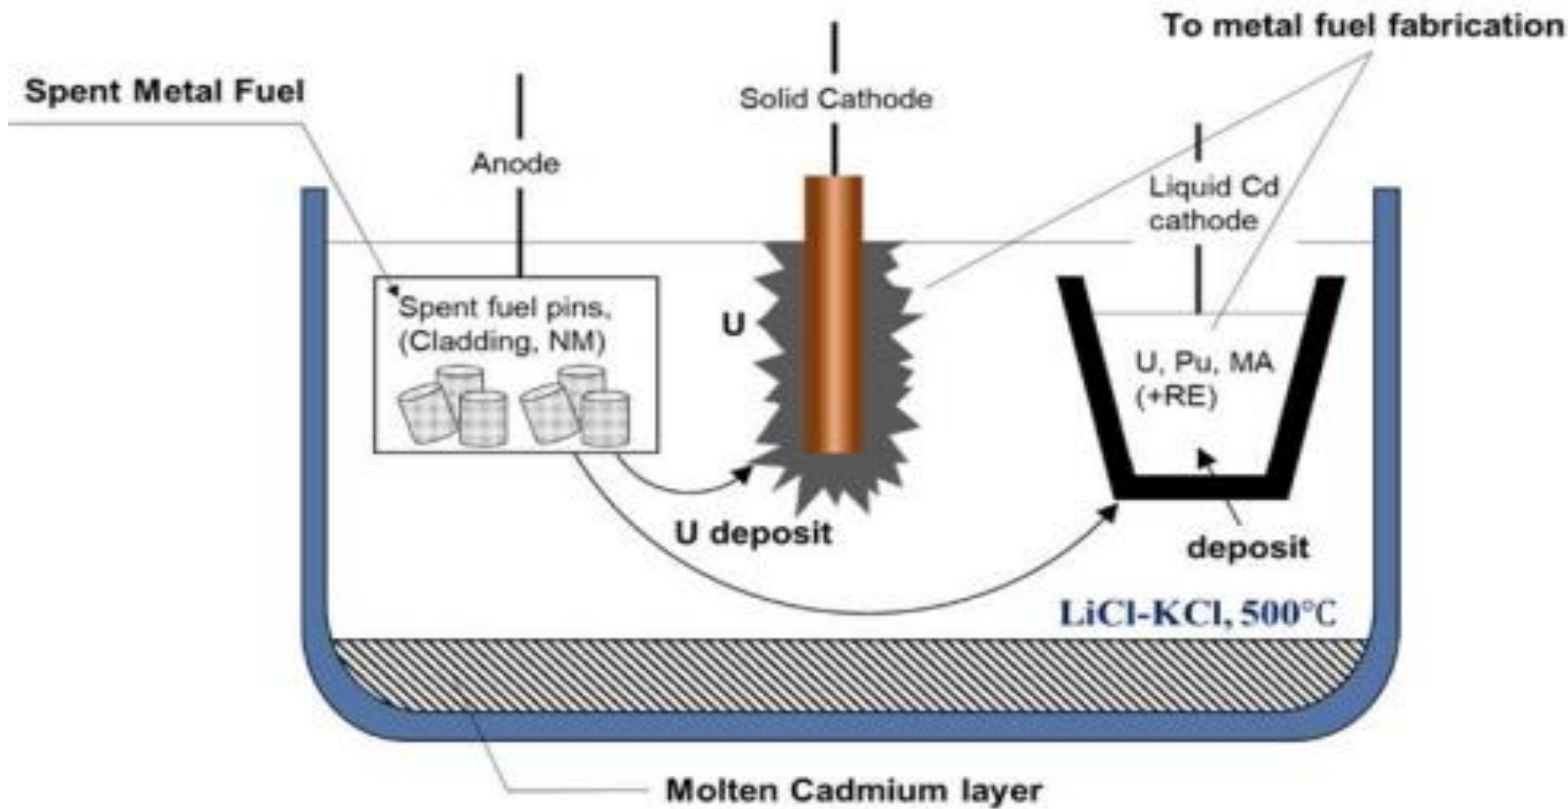 To metal fuel fabrication
Spent Metal Fuel
Solid Cathode
Anode
Liquid Cd
cathode
Spent fuel pins,
(Cladding, NM)
U
U, Pu, MA
(+RE)
U deposit
deposit
LiCl-KCl, 500°C
Molten Cadmium layer